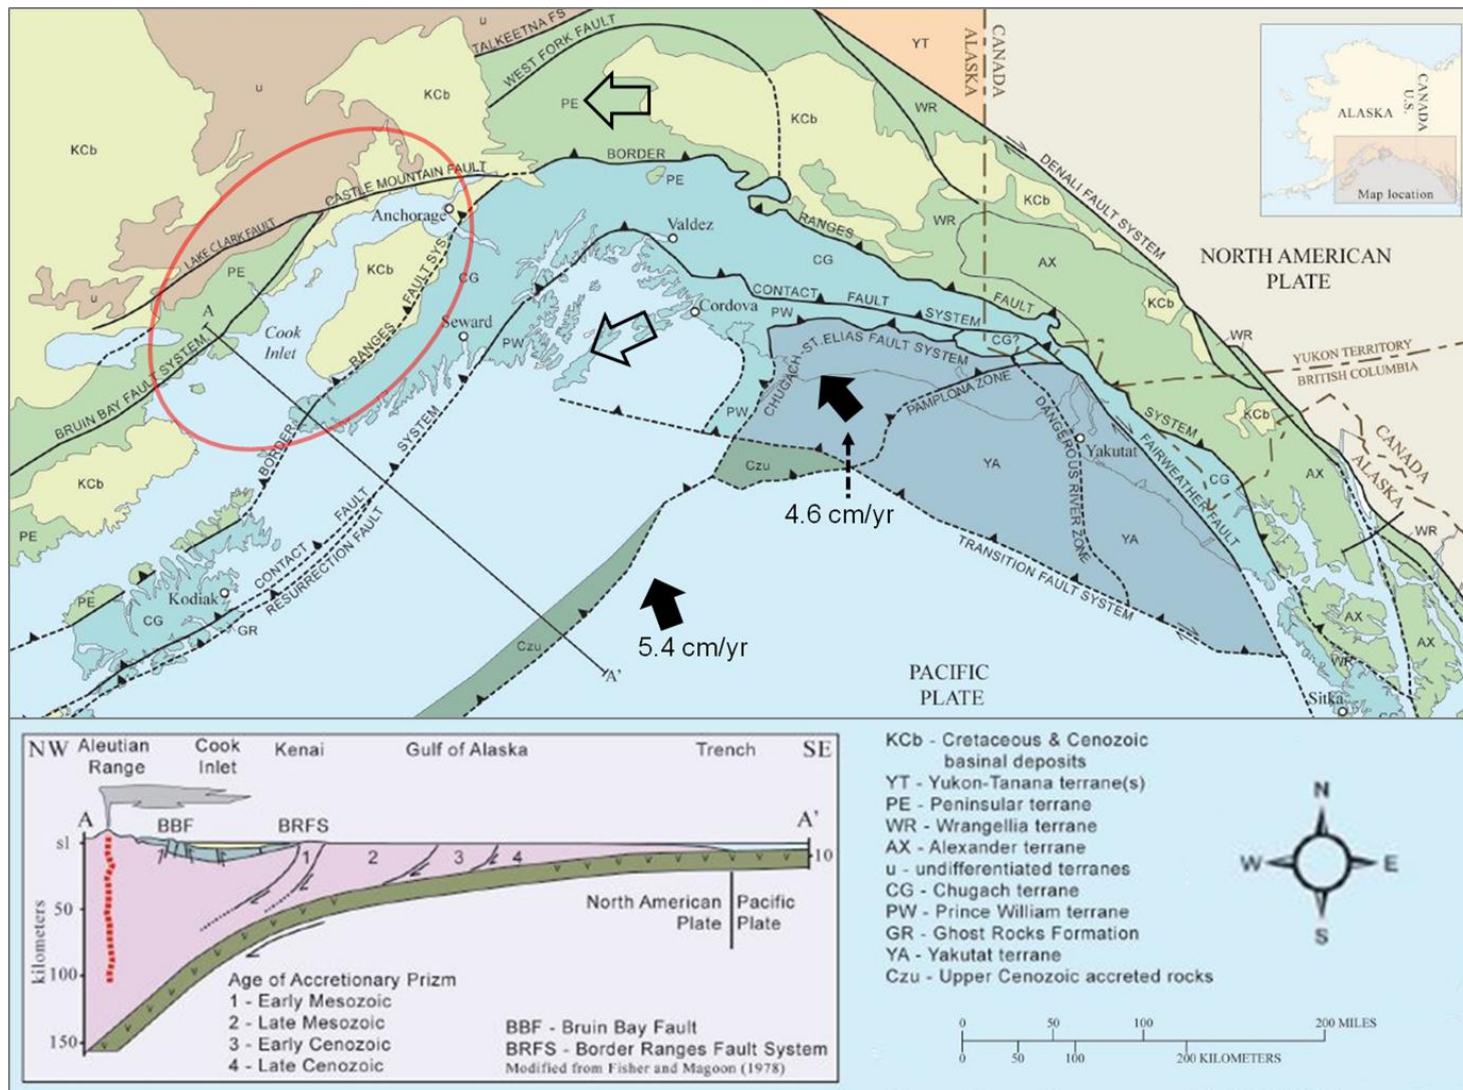 u
TALKEETNA FS
WEST FORK FAULT
YT
CANADA
ALASKA
u
KCb
PE
WR
KCb
KCb
DENALI FAULT SYSTEM
ALASKA
CANADA
U.S.
Map location
BORDER
PE
CASTLE MOUNTAIN FAULT
Anchorage
LAKE CLARK FAULT
KCb
RANGES
WR
NORTH AMERICAN
PLATE
Valdez
CG
AX
KCb
PE
KCb
CG
RANGES FAULT SYS.
FAULT
u
A
Cook
Inlet
Seward
PW
Cordova
CONTACT FAULT SYSTEM
PW
CG?
WR
YUKON TERRITORY
BRITISH COLUMBIA
CHUGACH-ST.ELIAS FAULT SYSTEM
PAMPLONA ZONE
BRUIN BAY FAULT SYSTEM
PW
DANGEROUS RIVER ZONE
Yakutat
SYSTEM
KCb
CANADA
ALASKA
AX
BORDER
SYSTEM
KCb
Czu
YA
FAIRWEATHER FAULT
CG
WR
PE
4.6 cm/yr
YA
CONTACT FAULT
RESURRECTION FAULT
TRANSITION FAULT SYSTEM
PE
Kodiak
CG
GR
AX
AX
5.4 cm/yr
Czu
A'
PACIFIC
PLATE
WR
Sitka
CG
NW
Aleutian
Range
Cook
Inlet
Kenai
Gulf of Alaska
Trench
SE
A
BBF
BRFS
A'
sl
1
2
3
4
10
50
100
150
kilometers
North American
Plate
Pacific
Plate
Age of Accretionary Prizm
1 - Early Mesozoic
2 - Late Mesozoic
3 - Early Cenozoic
4 - Late Cenozoic
BBF - Bruin Bay Fault
BRFS - Border Ranges Fault System
Modified from Fisher and Magoon (1978)
KCb - Cretaceous & Cenozoic
basinal deposits
YT - Yukon-Tanana terrane(s)
PE - Peninsular terrane
WR - Wrangellia terrane
AX - Alexander terrane
u - undifferentiated terranes
CG - Chugach terrane
PW - Prince William terrane
GR - Ghost Rocks Formation
YA - Yakutat terrane
Czu - Upper Cenozoic accreted rocks
N
W
E
S
0 50 100 200 MILES
0 50 100 200 KILOMETERS